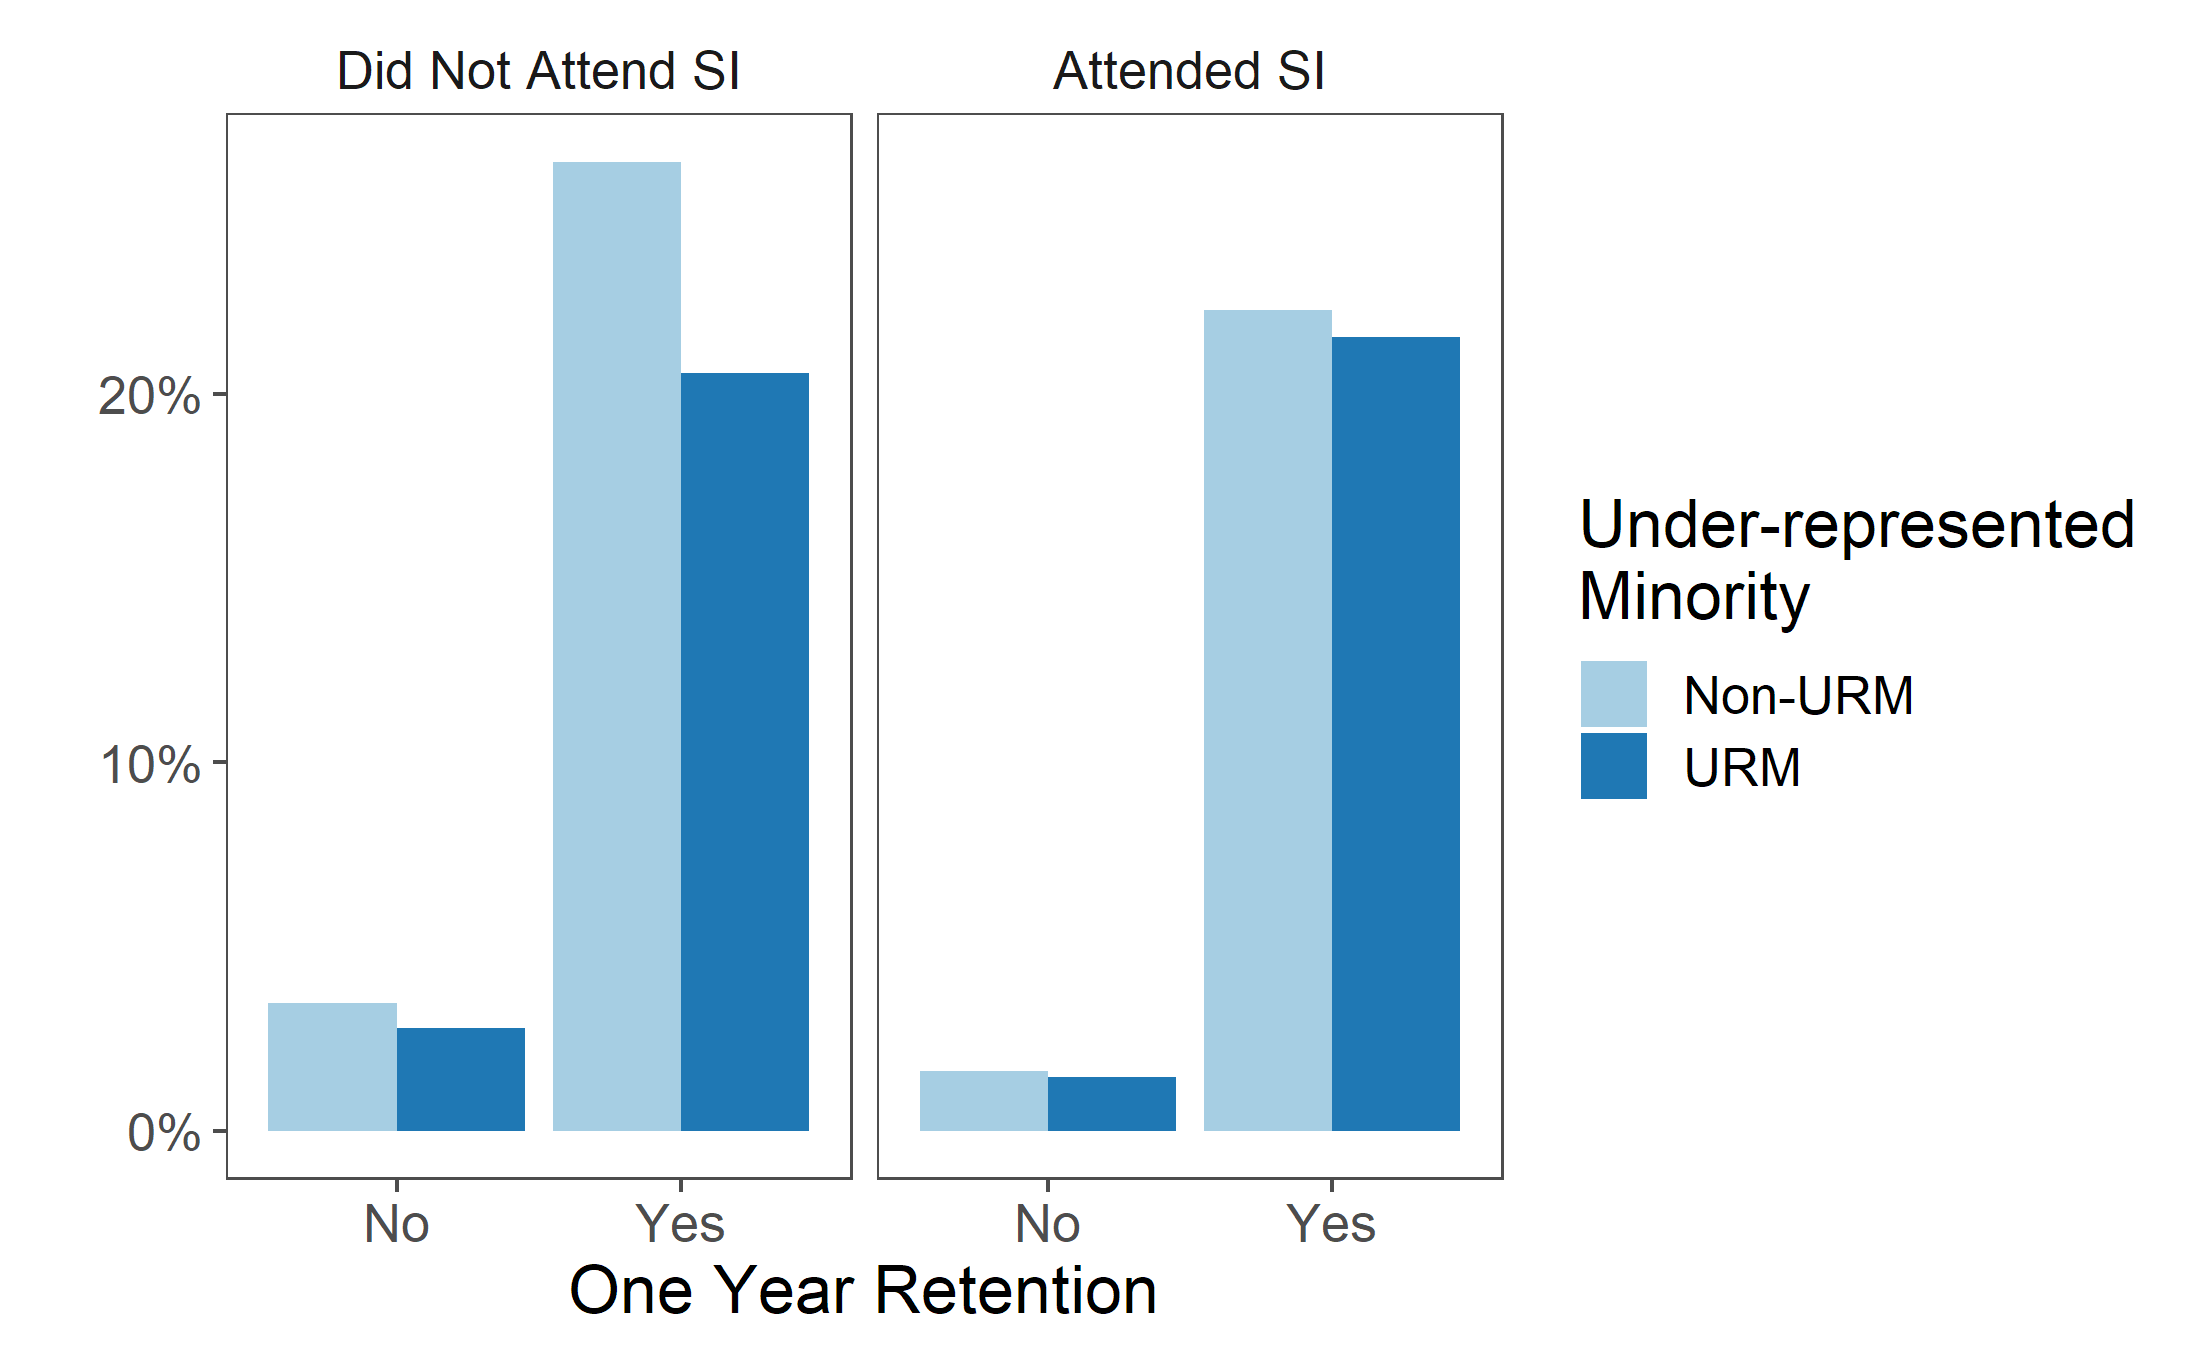 Did Not Attend SI
Attended SI
20%
10%
0%
No
Yes
No
Yes
One Year Retention
Under-represented
Minority
Non-URM
URM